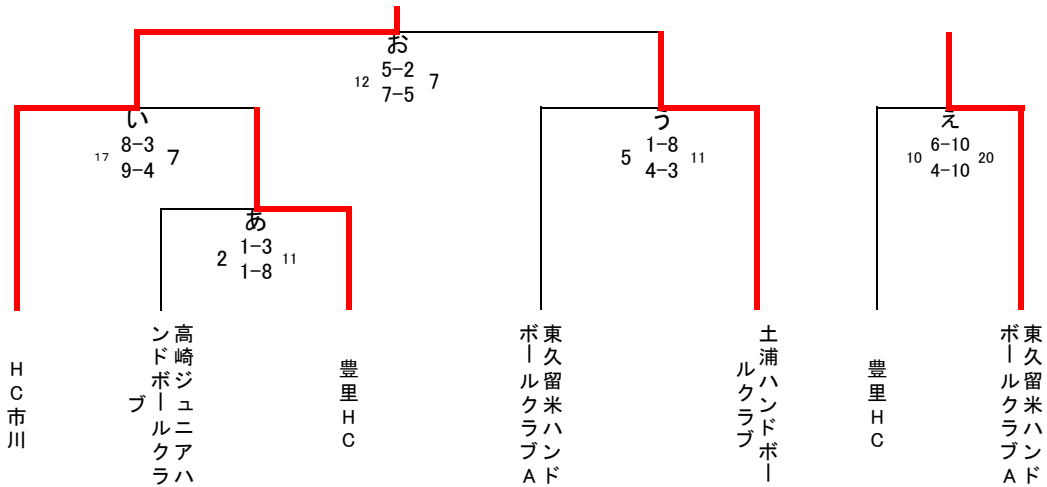 お
12 5-2 7
7-5
い
17 8-3 7
9-4
う
5 1-8 11
4-3
え
10 6-10 20
4-10
あ
2 1-3 11
1-8
HC市川
高崎ジュニアハ
ンドボールクラ
ブ
豊里HC
東久留米ハンド
ボールクラブA
土浦ハンドボー
ルクラブ
豊里HC
東久留米ハンド
ボールクラブA